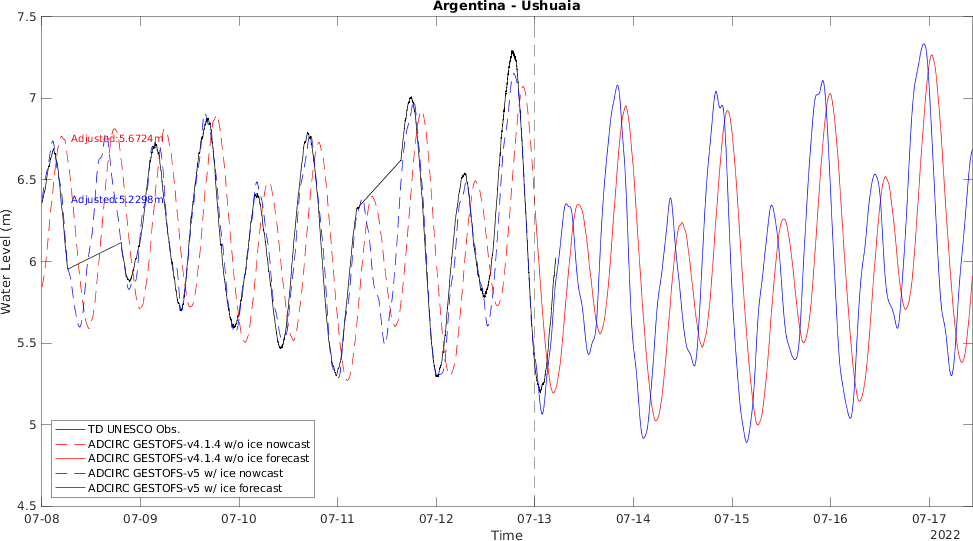 Argentina - Ushuaia
7.5
7
6.5
6
5.5
5
4.5
Water Level (m)
Adjusted:5.6724m
Adjusted:5.2298m
TD UNESCO Obs.
ADCIRC GESTOFS-v4.1.4 w/o ice nowcast
ADCIRC GESTOFS-v4.1.4 w/o ice forecast
ADCIRC GESTOFS-v5 w/ ice nowcast
ADCIRC GESTOFS-v5 w/ ice forecast
07-08
07-09
07-10
07-11
07-12
07-13
07-14
07-15
07-16
07-17
Time
2022